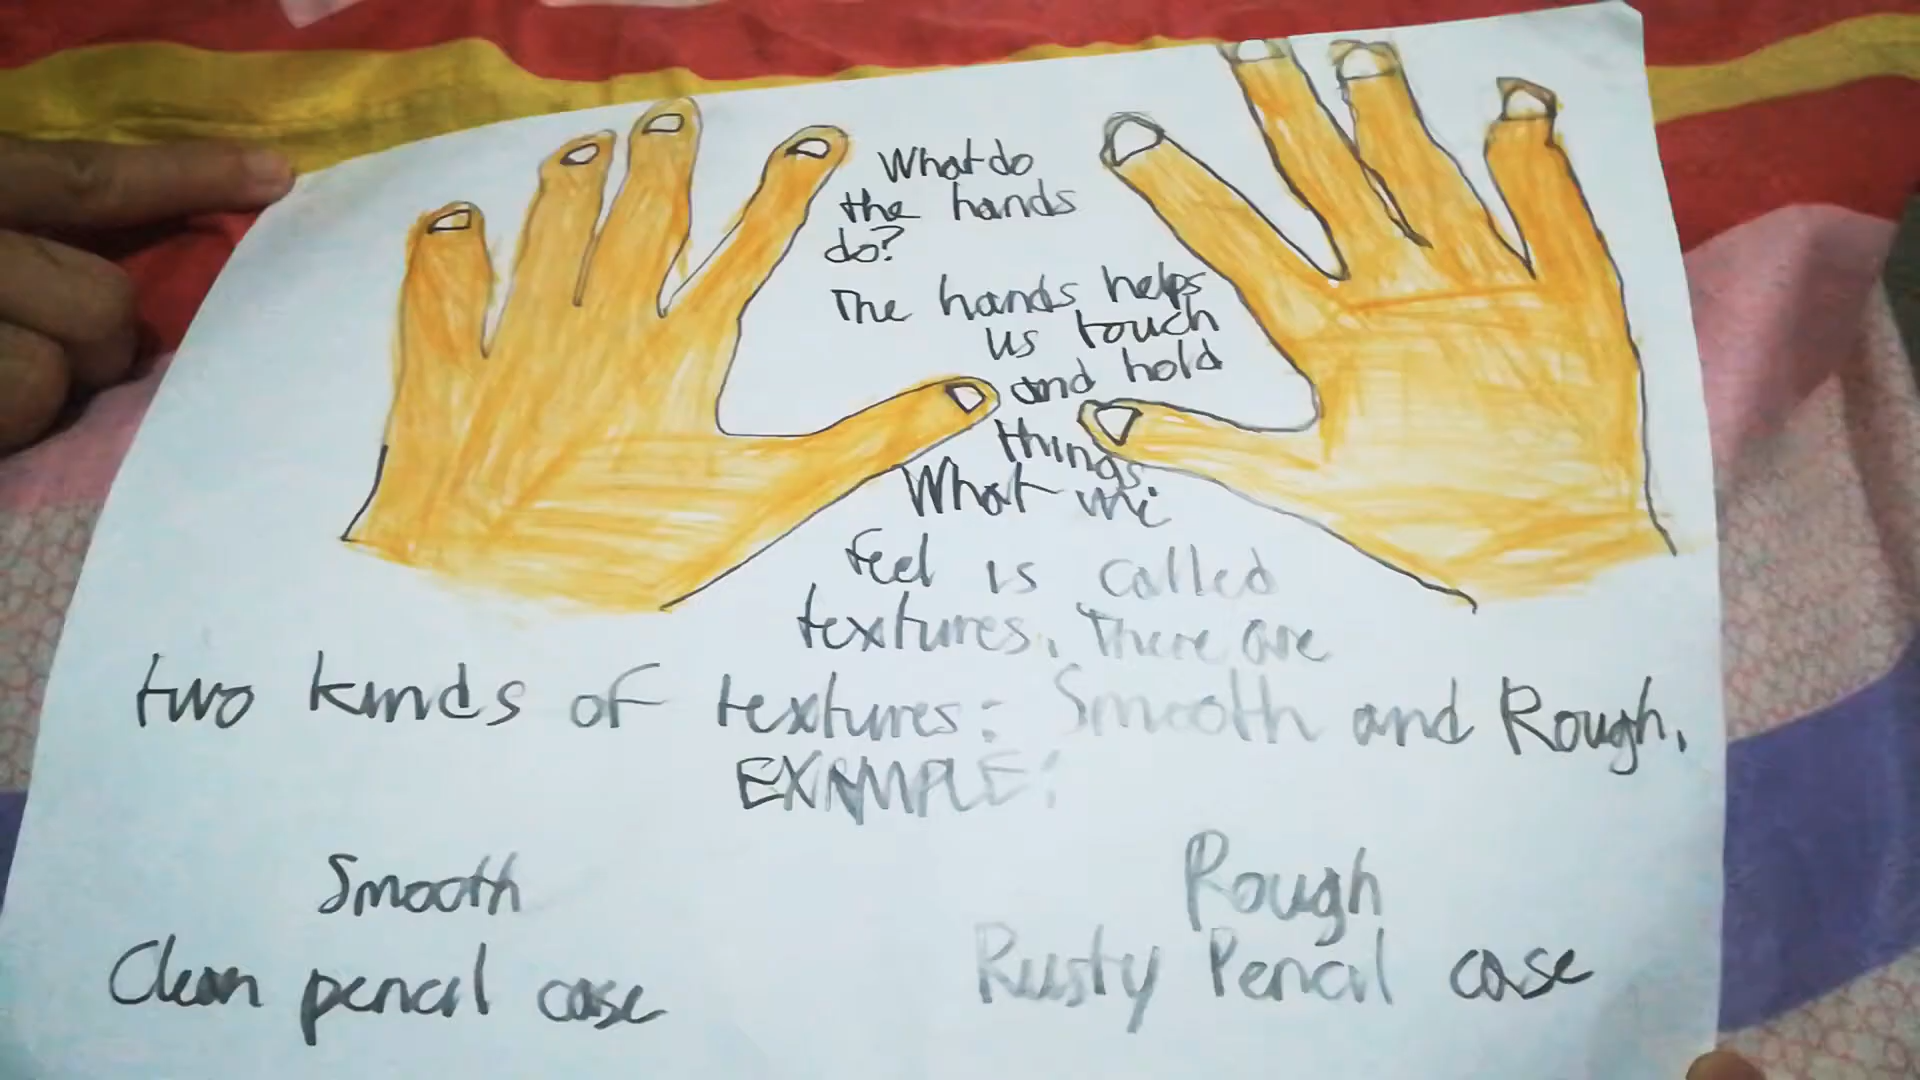 What do
the hands
do?
The hands helps
us touch
and hold
things
What we
feel is called
textures. There are
two kinds of textures: Smooth and Rough.
EXAMPLE:
Smooth
Rough
Clean pencil case
Rusty Pencil case